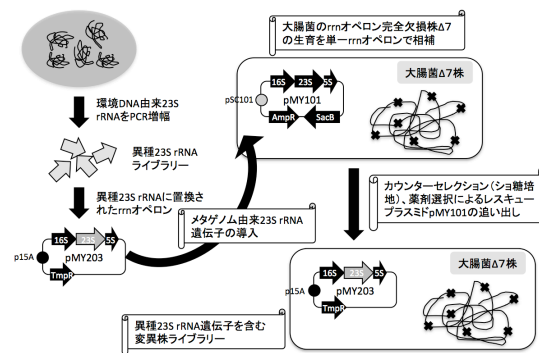 環境DNA由来23S
rRNAをPCR増幅
異種23S rRNA
ライブラリー
異種23S rRNAに置換さ
れたrrnオペロン
16S 23S 5S
p15A
pMY203
TmpR
メタゲノム由来23S rRNA
遺伝子の導入
異種23S rRNA遺伝子を含む
変異株ライブラリー
大腸菌のrrnオペロン完全欠損株Δ7
の生育を単一rrnオペロンで相補
大腸菌Δ7株
16S 23S 5S
pSC101
pMY101
AmpR SacB
カウンターセレクション(ショ糖培
地)、薬剤選択によるレスキュー
プラスミドpMY101の追い出し
大腸菌Δ7株
16S 23S 5S
p15A
pMY203
TmpR